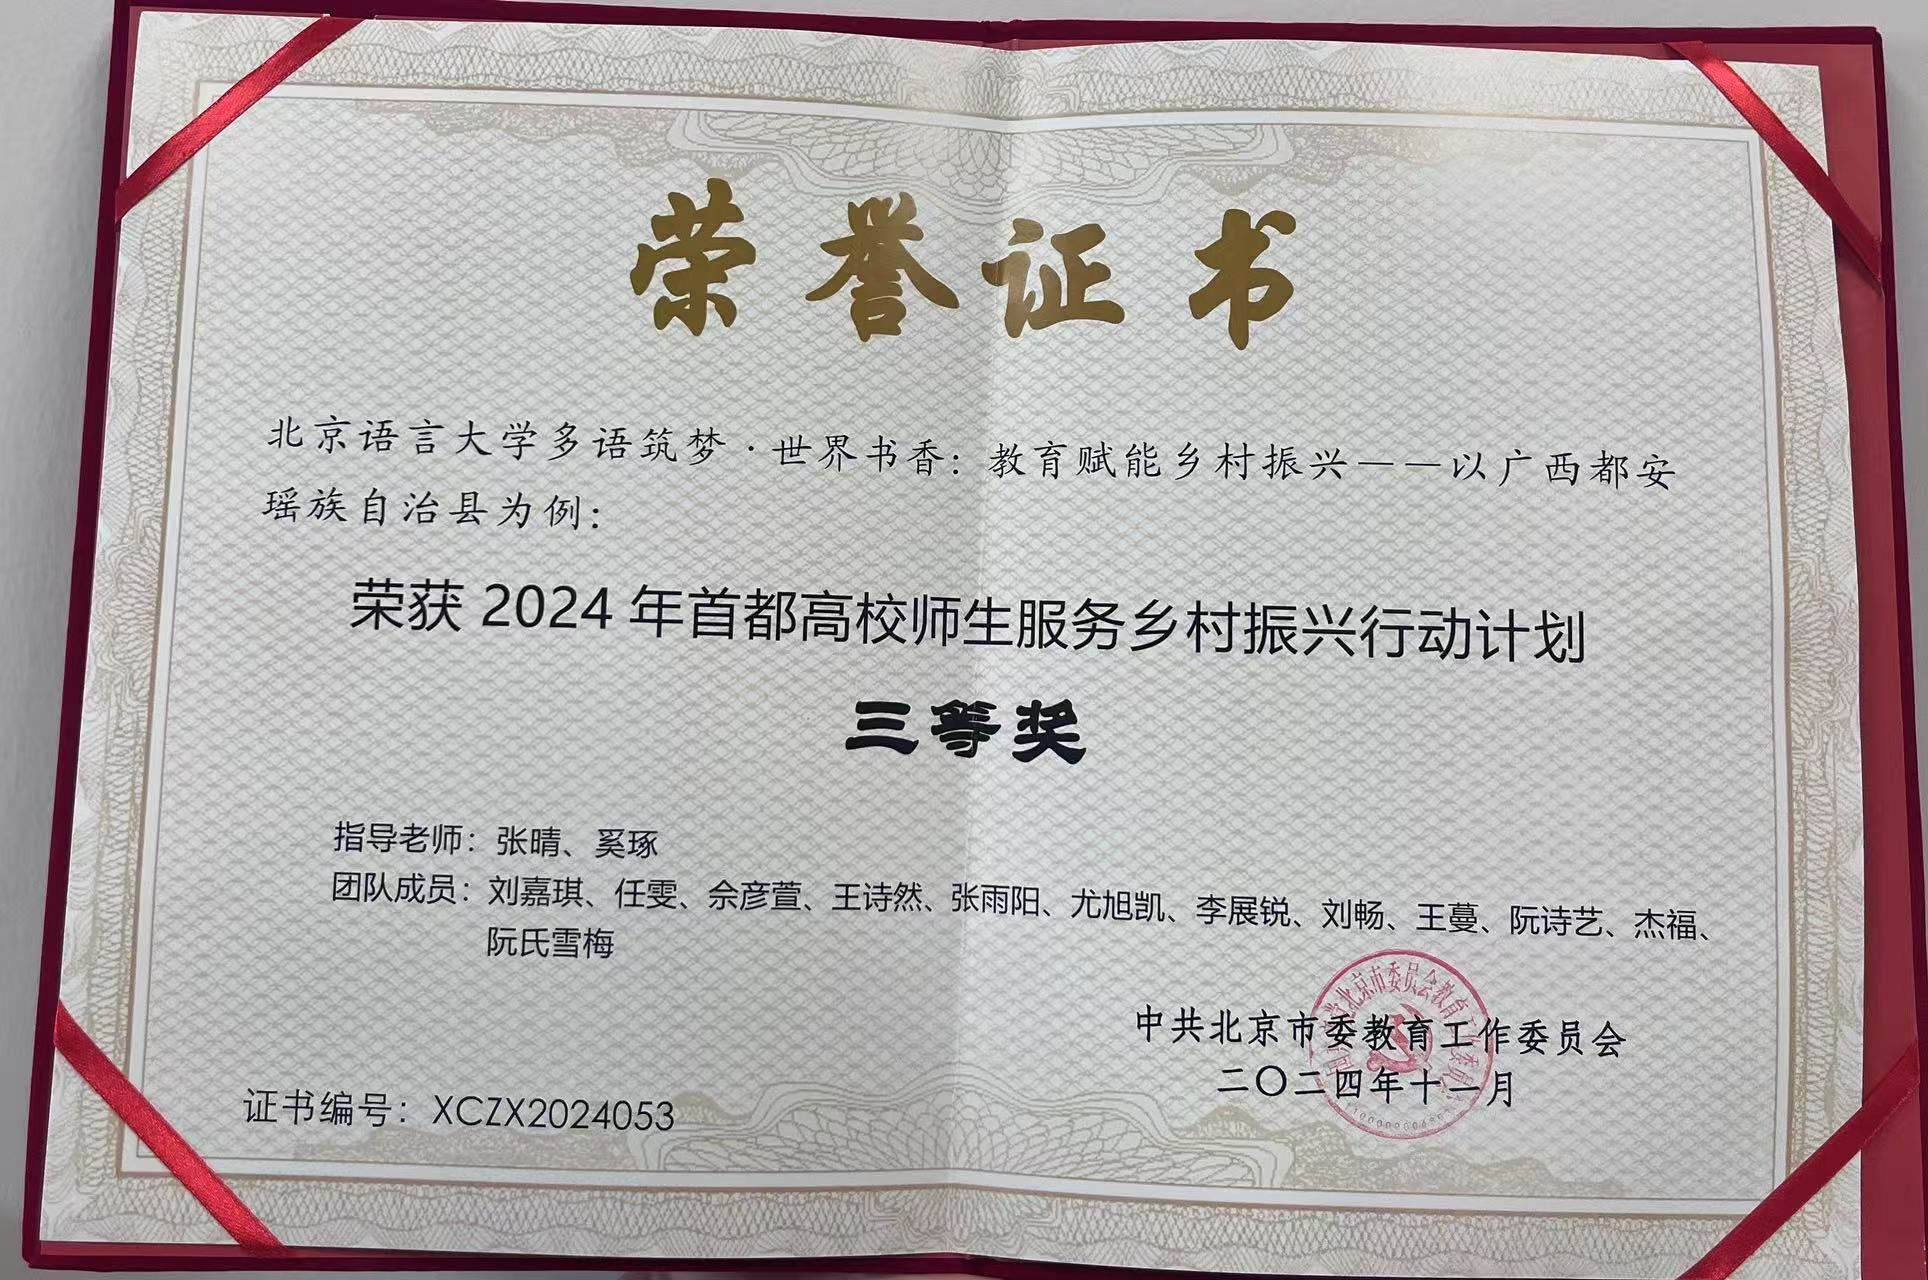 荣誉证书
北京语言大学多语筑梦·世界书香：教育赋能乡村振兴——以广西都安
瑶族自治县为例：
荣获 2024 年首都高校师生服务乡村振兴行动计划
三等奖
指导老师：张晴、奚琢
团队成员：刘嘉琪、任雯、佘彦萱、王诗然、张雨阳、尤旭凯、李展锐、刘畅、王蔓、阮诗艺、杰福、
阮氏雪梅
中共北京市委教育工作委员会
二〇二四年十一月
证书编号：XCZX2024053